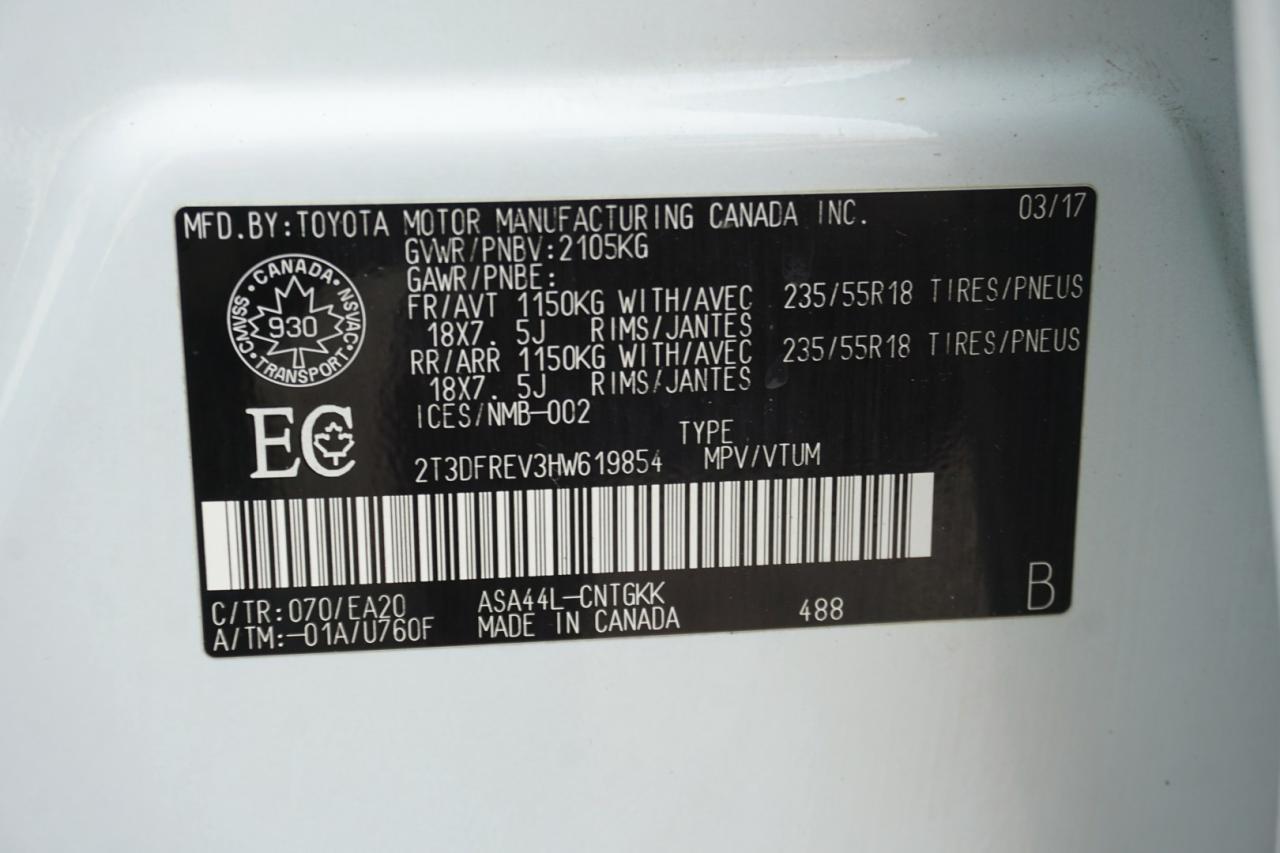 MFD.BY:TOYOTA MOTOR MANUFACTURING CANADA INC. 03/17
GVWR/PNBV:2105KG
GAWR/PNBE:
FR/AVT 1150KG WITH/AVEC 235/55R18 TIRES/PNEUS
18X7. 5J RIMS/JANTES
RR/ARR 1150KG WITH/AVEC 235/55R18 TIRES/PNEUS
18X7. 5J RIMS/JANTES
ICES/NMB-002
CANADA
CMVSS
930
NSVAC
TRANSPORT
EC
TYPE
2T3DFREV3HW619854 MPV/VTUM
C/TR:070/EA20 ASA44L-CNTGKK
A/TM:-01A/U760F MADE IN CANADA 488
B